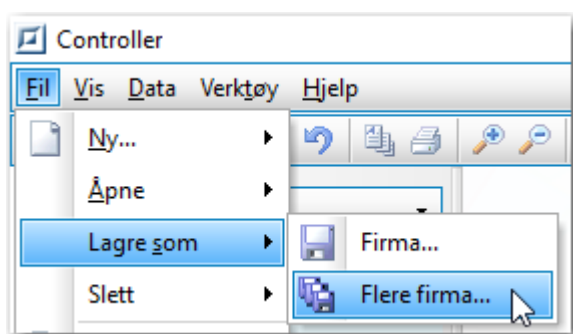 Controller
Fil Vis Data Verktøy Hjelp
Ny...
Åpne
Lagre som
Firma...
Slett
Flere firma...